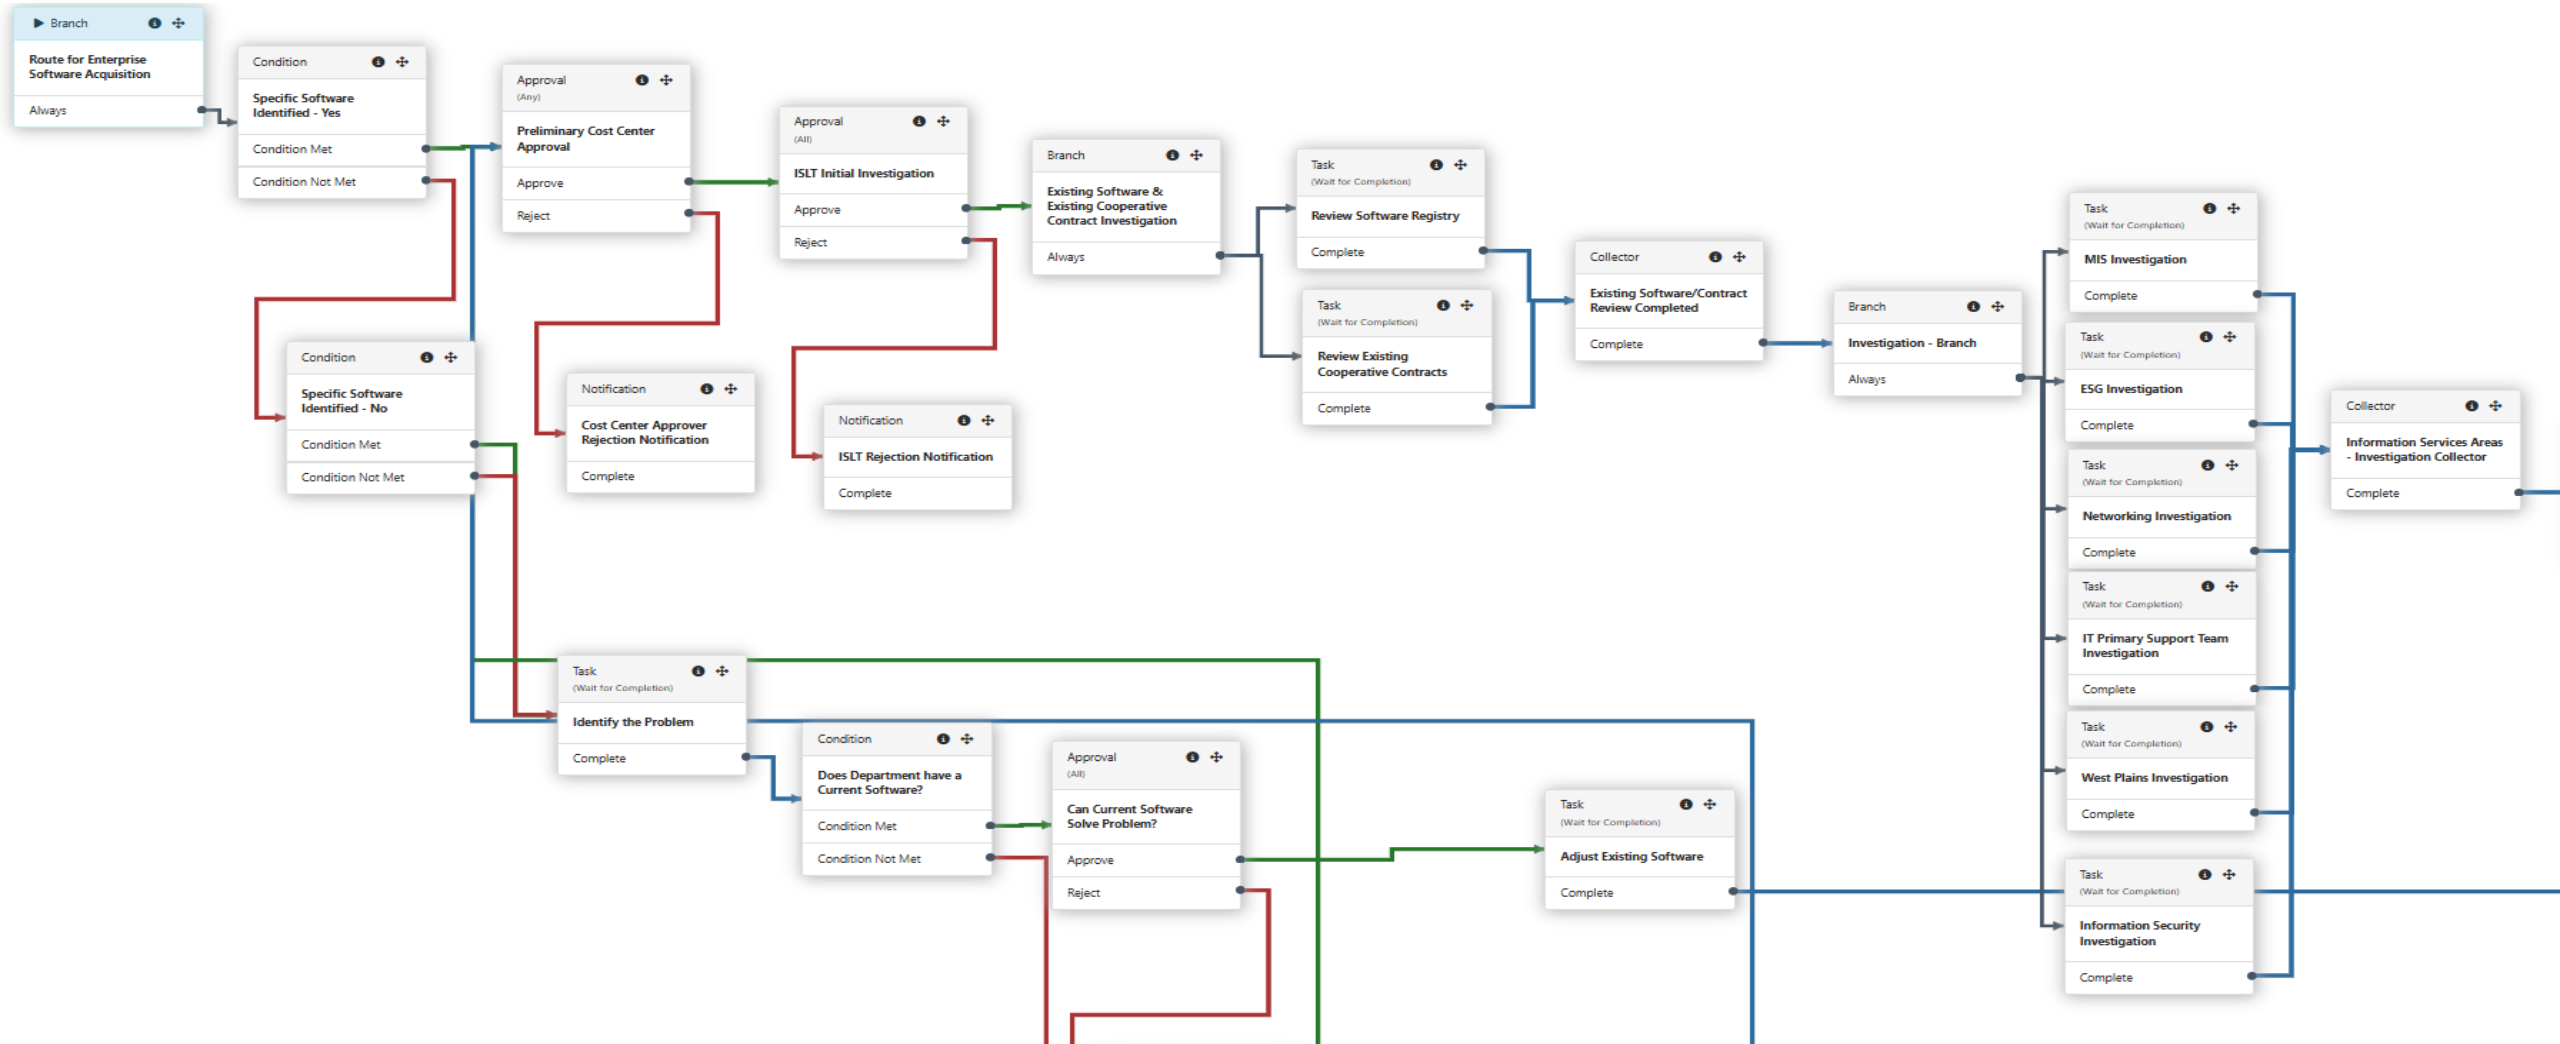 Branch
Route for Enterprise
Software Acquisition
Always
Condition
Specific Software
Identified - Yes
Condition Met
Condition Not Met
Approval
(Any)
Preliminary Cost Center
Approval
Approve
Reject
Approval
(All)
ISLT Initial Investigation
Approve
Reject
Branch
Existing Software &
Existing Cooperative
Contract Investigation
Always
Task
(Wait for Completion)
Review Software Registry
Complete
Task
(Wait for Completion)
Review Existing
Cooperative Contracts
Complete
Collector
Existing Software/Contract
Review Completed
Complete
Branch
Investigation - Branch
Always
Task
(Wait for Completion)
MIS Investigation
Complete
Task
(Wait for Completion)
ESG Investigation
Complete
Task
(Wait for Completion)
Networking Investigation
Complete
Task
(Wait for Completion)
IT Primary Support Team
Investigation
Complete
Task
(Wait for Completion)
West Plains Investigation
Complete
Task
(Wait for Completion)
Information Security
Investigation
Complete
Collector
Information Services Areas
- Investigation Collector
Complete
Condition
Specific Software
Identified - No
Condition Met
Condition Not Met
Notification
Cost Center Approver
Rejection Notification
Complete
Notification
ISLT Rejection Notification
Complete
Task
(Wait for Completion)
Identify the Problem
Complete
Condition
Does Department have a
Current Software?
Condition Met
Condition Not Met
Approval
(All)
Can Current Software
Solve Problem?
Approve
Reject
Task
(Wait for Completion)
Adjust Existing Software
Complete